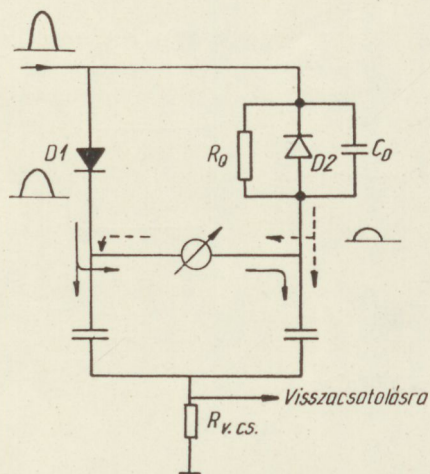 D1
R₀
D2
C₀
Visszacsatolásra
Rv.cs.